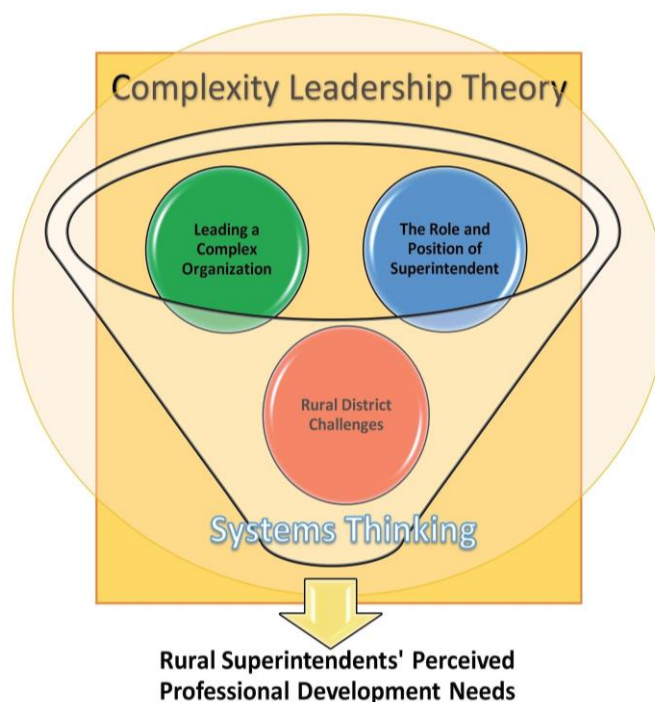 Complexity Leadership Theory
Leading a
Complex
Organization
The Role and
Position of
Superintendent
Rural District
Challenges
Systems Thinking
Rural Superintendents' Perceived
Professional Development Needs